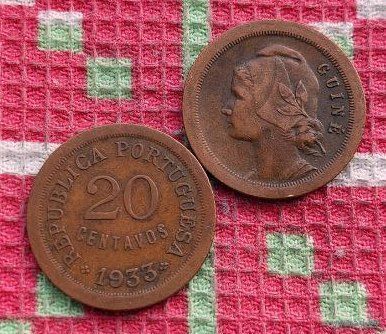 REPUBLICA PORTUGUESA
20
CENTAVOS
1933
GUINÉ